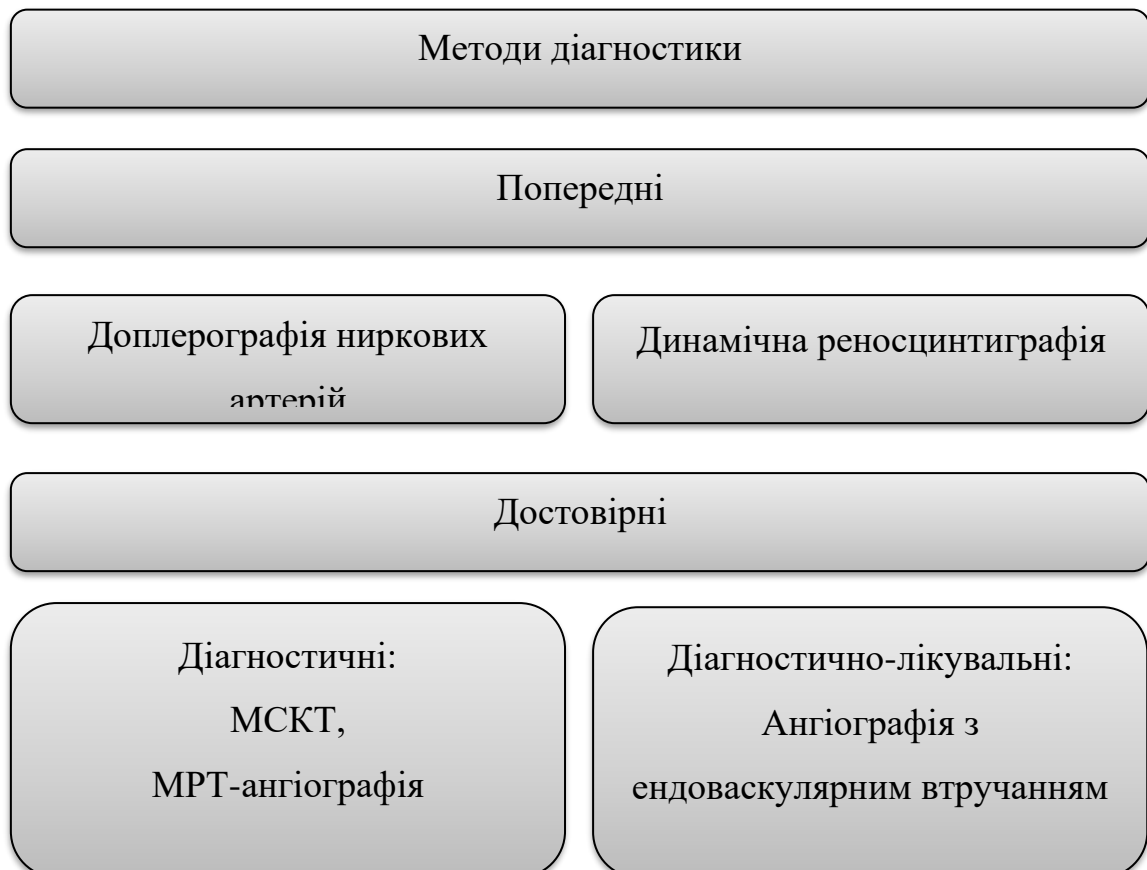 Методи діагностики
Попередні
Доплерографія ниркових
артерій
Динамічна реносцинтиграфія
Достовірні
Діагностичні:
МСКТ,
МРТ-ангіографія
Діагностично-лікувальні:
Ангіографія з
ендоваскулярним втручанням